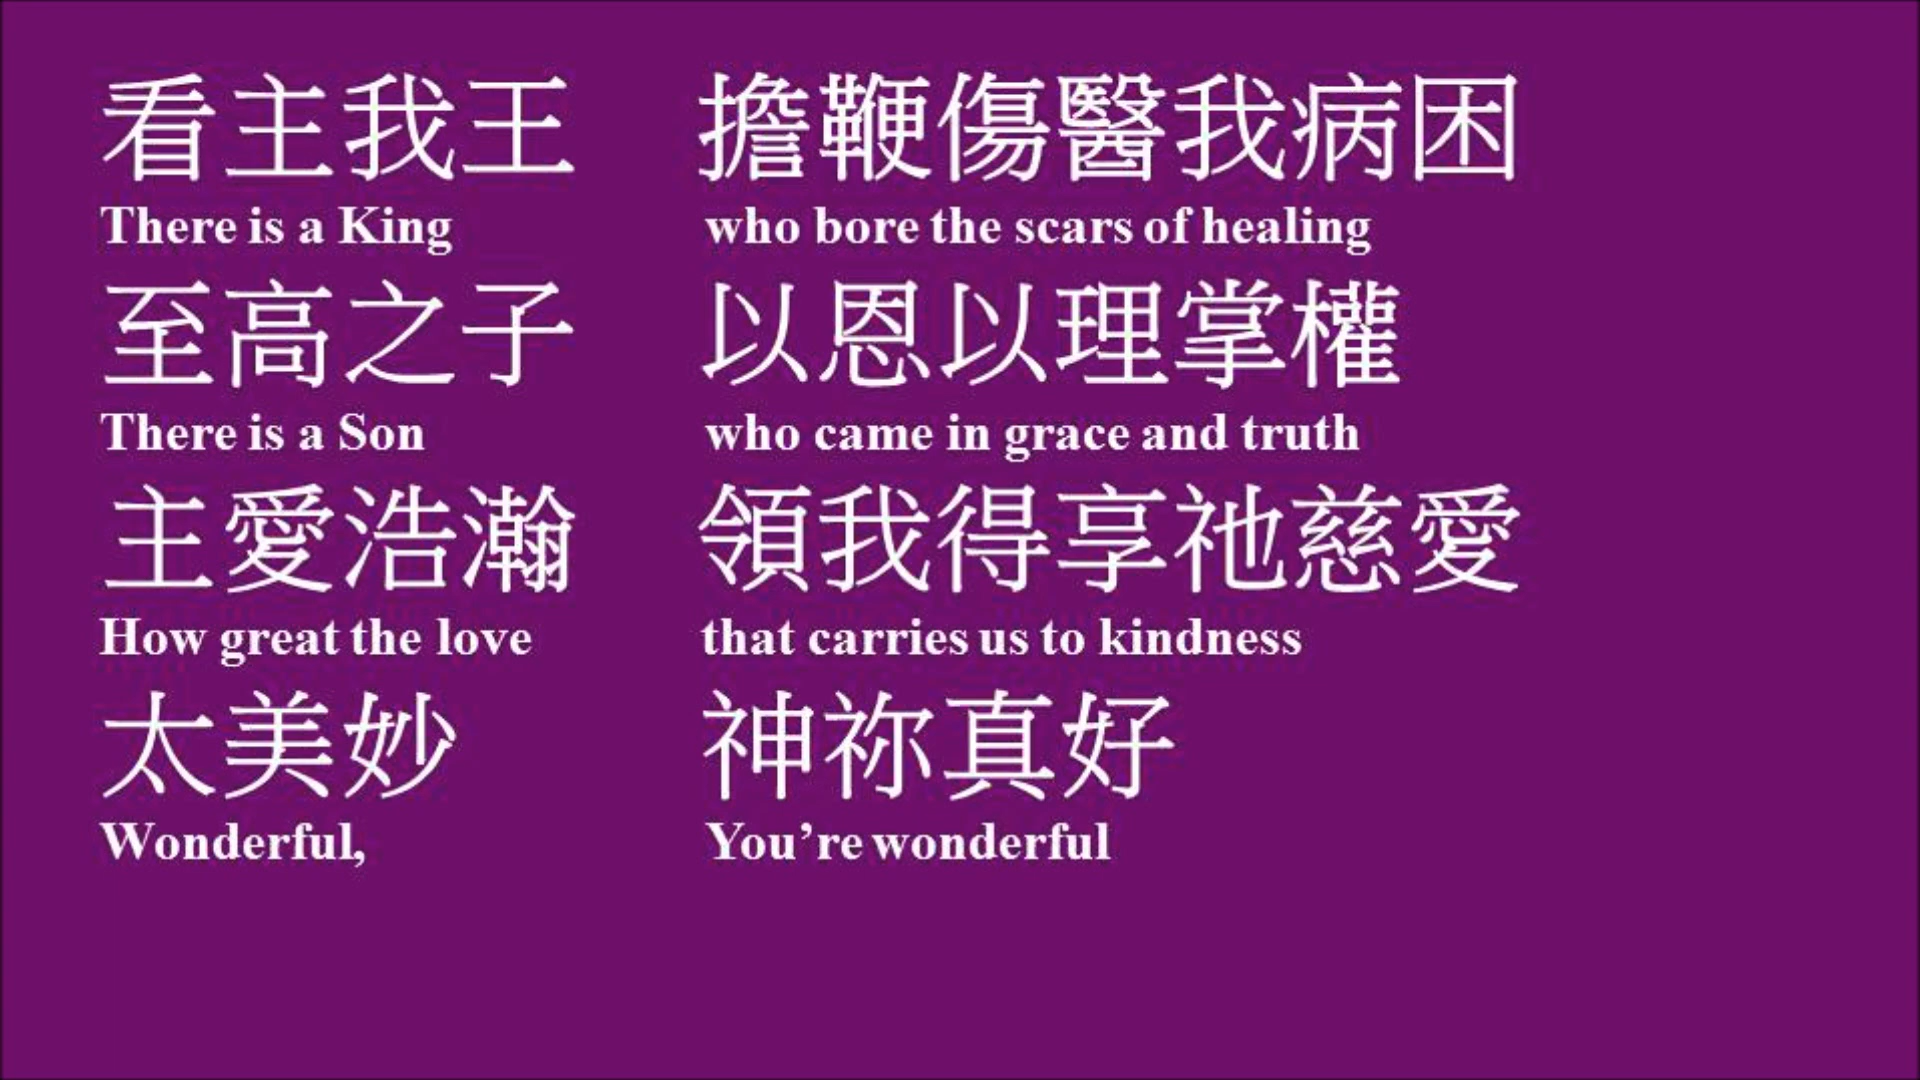 看主我王 擔鞭傷醫我病困
There is a King who bore the scars of healing
至高之子 以恩以理掌權
There is a Son who came in grace and truth
主愛浩瀚 領我得享祂慈愛
How great the love that carries us to kindness
太美妙 神祢真好
Wonderful, You’re wonderful